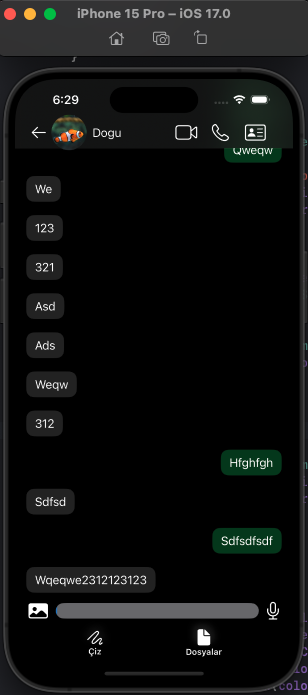 iPhone 15 Pro – iOS 17.0
6:29
Dogu
Qweqw
We
123
321
Asd
Ads
Weqw
312
Hfghfgh
Sdfsd
Sdfsdfsdf
Wqeqwe2312123123
Çiz
Dosyalar